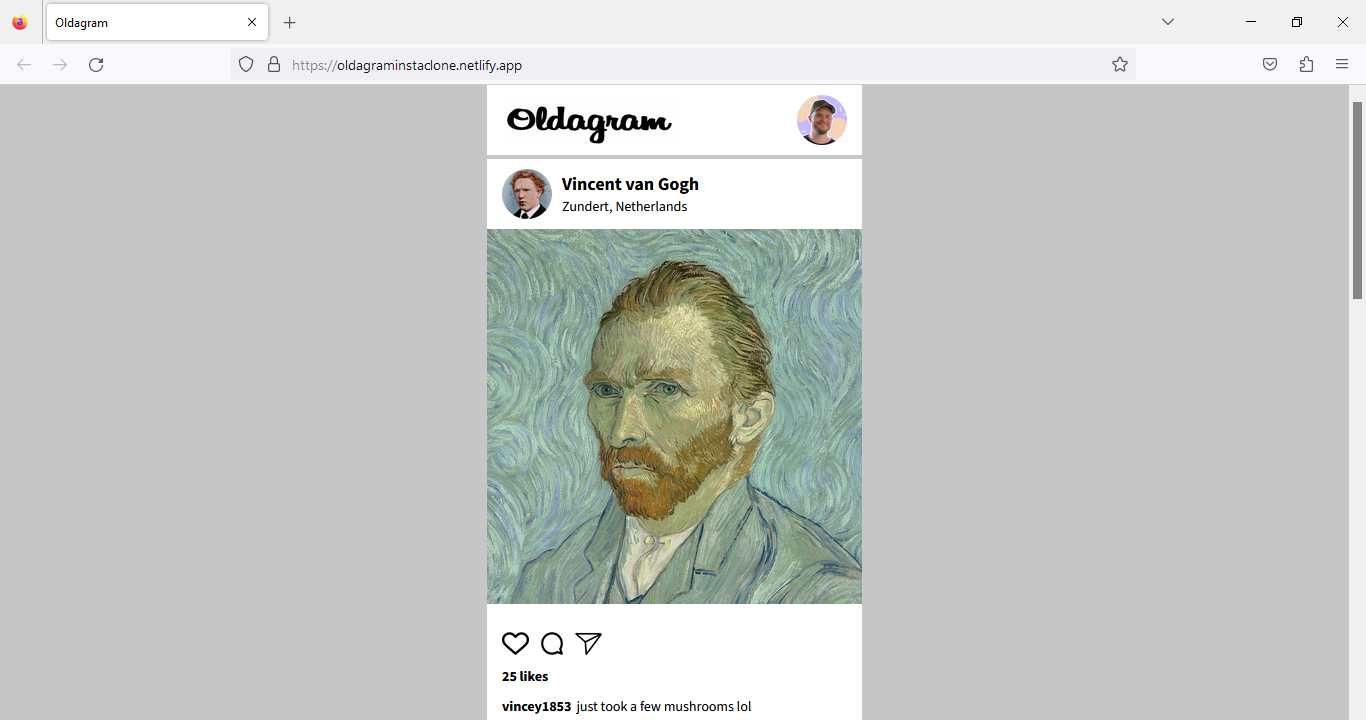 Oldagram
https://oldagraminstaclone.netlify.app
Oldagram
Vincent van Gogh
Zundert, Netherlands
25 likes
vincey1853 just took a few mushrooms lol